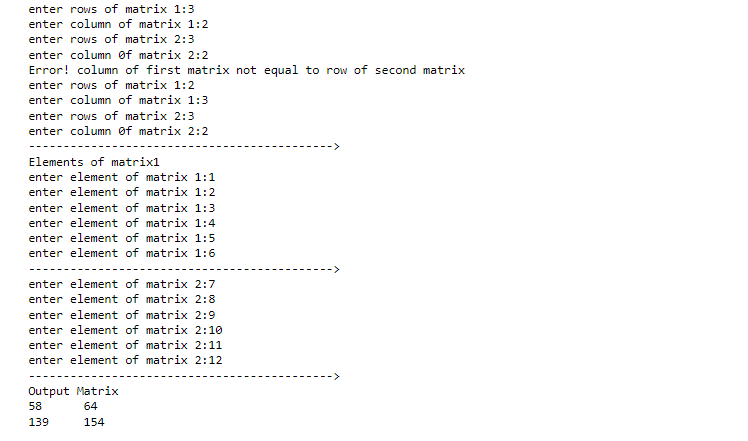 enter rows of matrix 1:3
enter column of matrix 1:2
enter rows of matrix 2:3
enter column 0f matrix 2:2
Error! column of first matrix not equal to row of second matrix
enter rows of matrix 1:2
enter column of matrix 1:3
enter rows of matrix 2:3
enter column 0f matrix 2:2
-------------------------------------------->
Elements of matrix1
enter element of matrix 1:1
enter element of matrix 1:2
enter element of matrix 1:3
enter element of matrix 1:4
enter element of matrix 1:5
enter element of matrix 1:6
-------------------------------------------->
enter element of matrix 2:7
enter element of matrix 2:8
enter element of matrix 2:9
enter element of matrix 2:10
enter element of matrix 2:11
enter element of matrix 2:12
-------------------------------------------->
Output Matrix
58      64
139     154